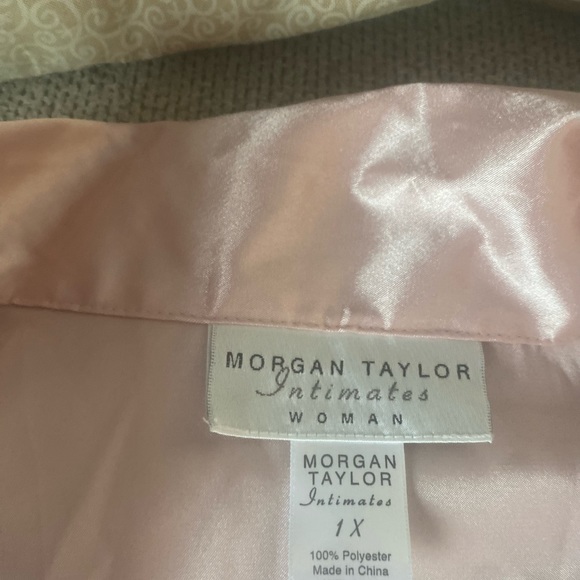 MORGAN TAYLOR
Intimates
WOMAN
MORGAN
TAYLOR
Intimates
1X
100% Polyester
Made in China